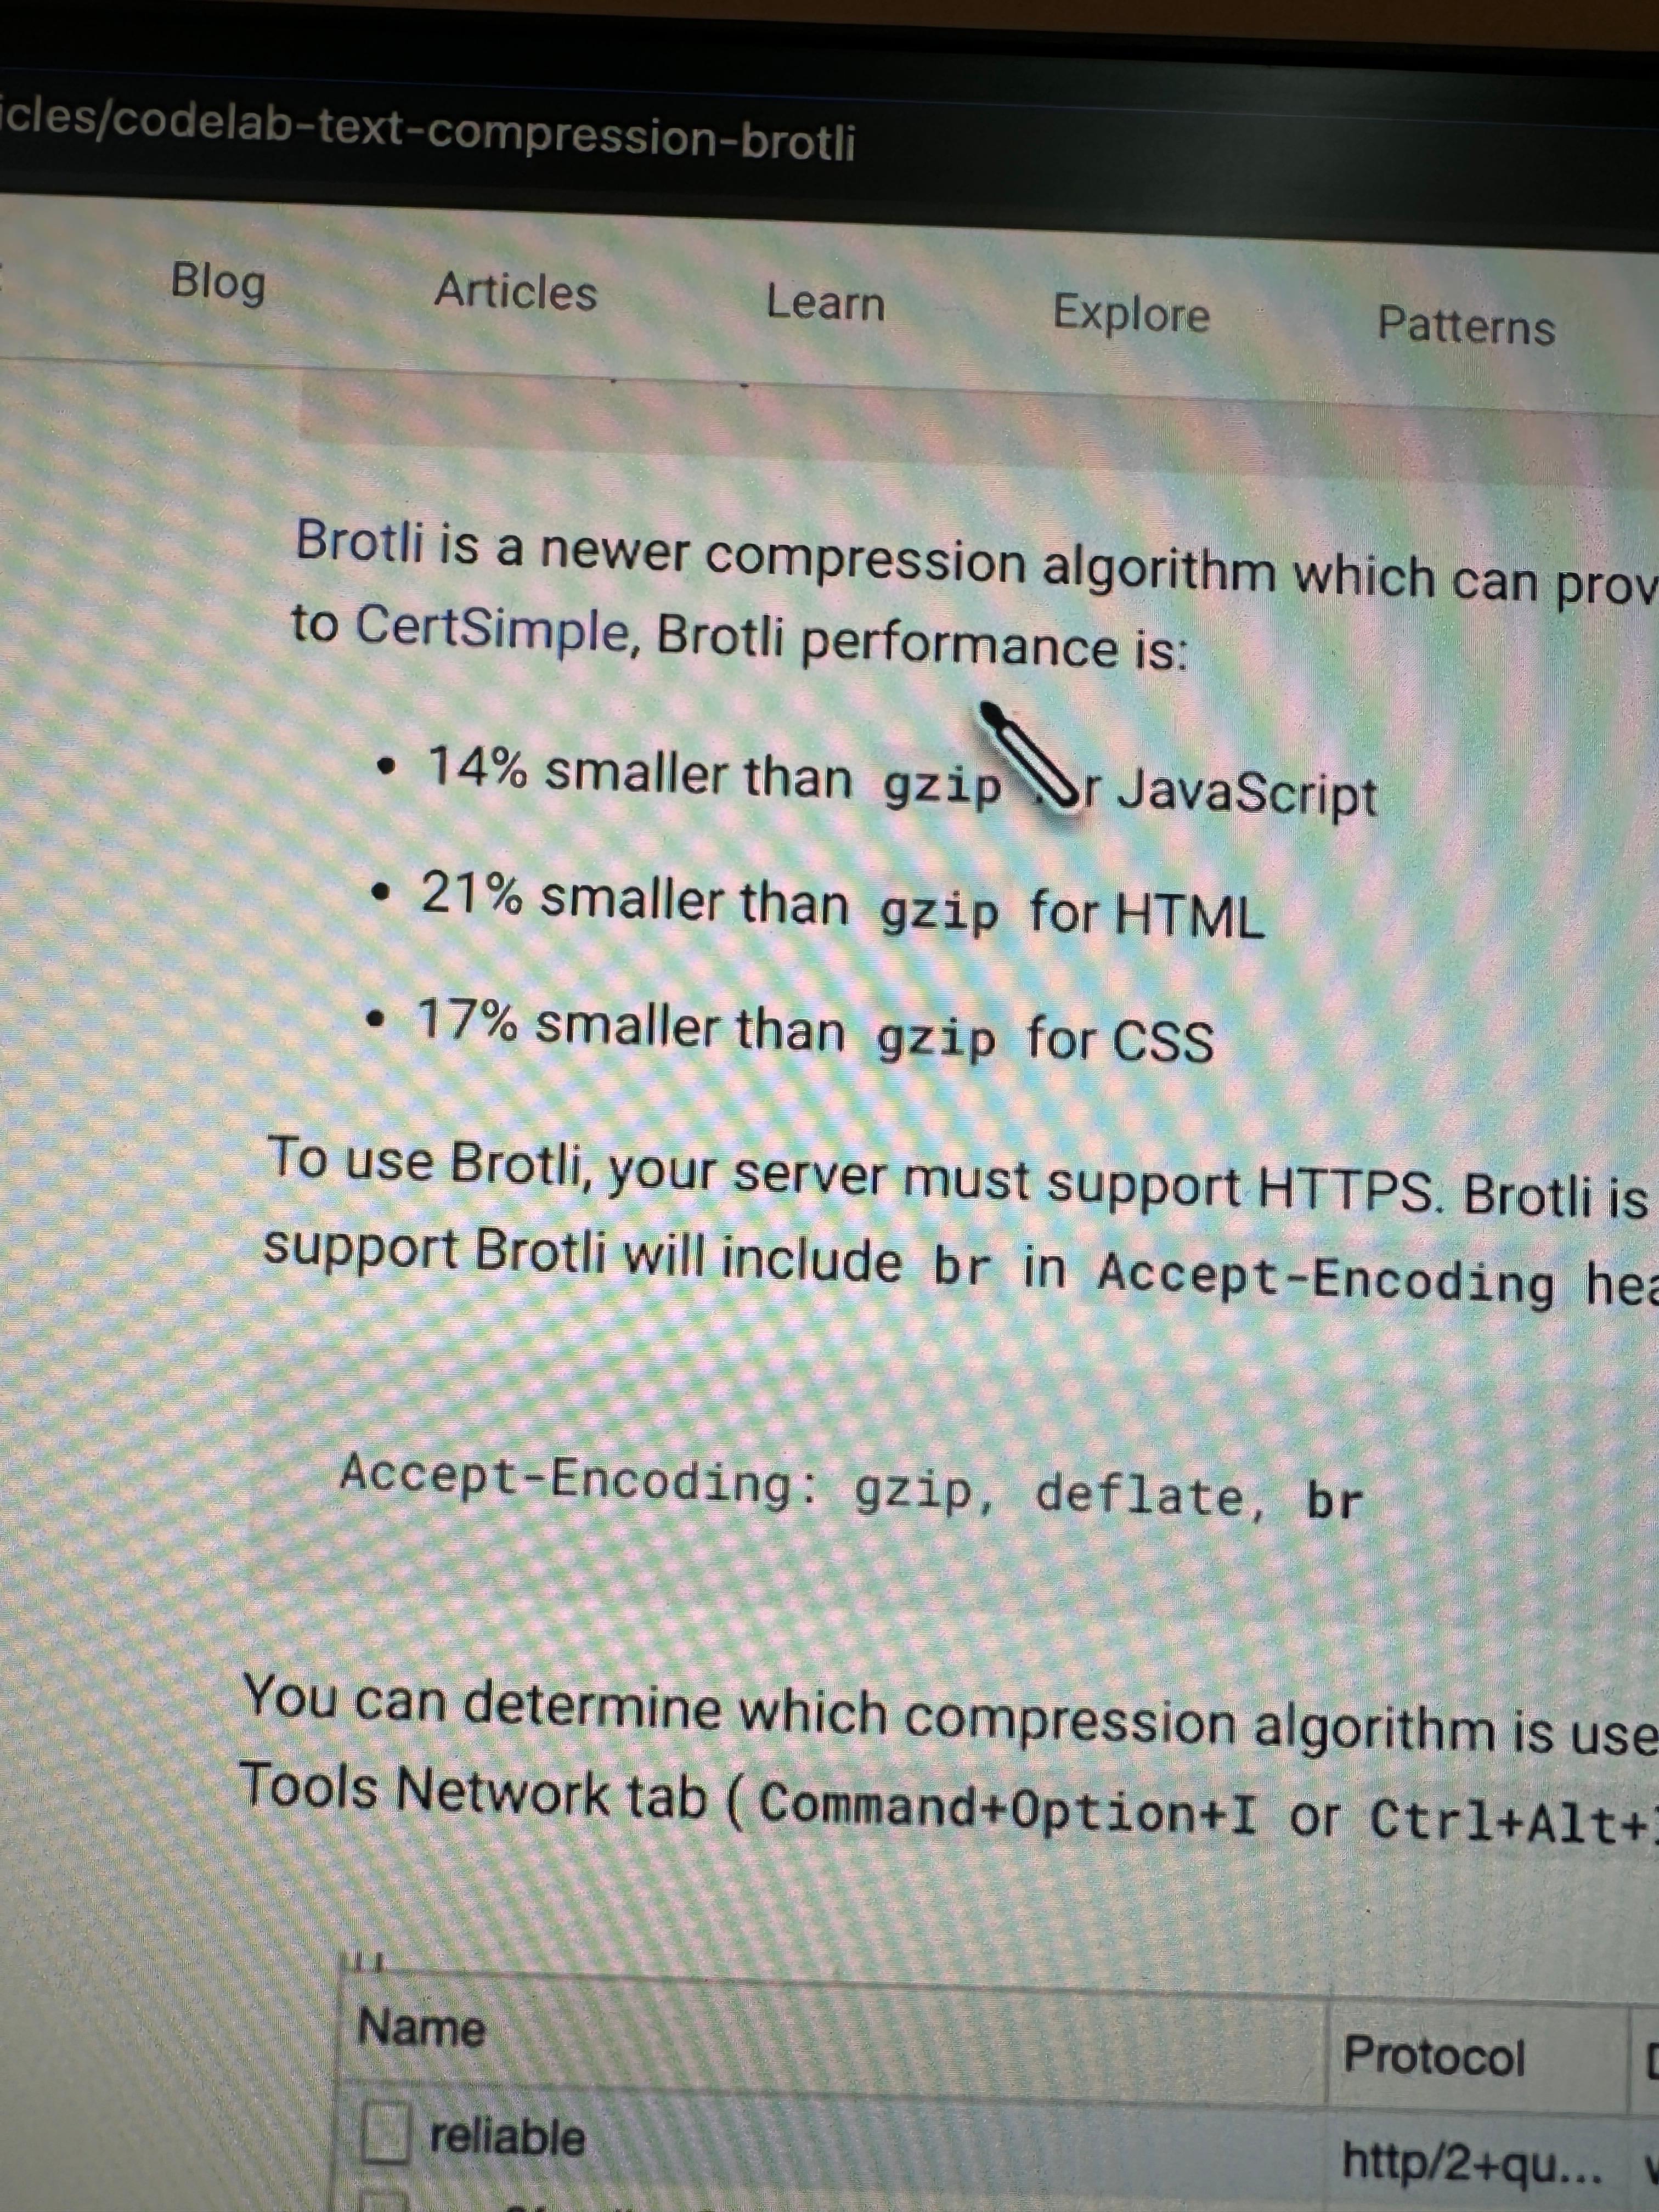 icles/codelab-text-compression-brotli
Blog Articles Learn Explore Patterns
Brotli is a newer compression algorithm which can prov
to CertSimple, Brotli performance is:
• 14% smaller than gzip r JavaScript
• 21% smaller than gzip for HTML
• 17% smaller than gzip for CSS
To use Brotli, your server must support HTTPS. Brotli is
support Brotli will include br in Accept-Encoding hea
Accept-Encoding: gzip, deflate, br
You can determine which compression algorithm is use
Tools Network tab ( Command+Option+I or Ctrl+Alt+
Name Protocol
reliable http/2+qu...